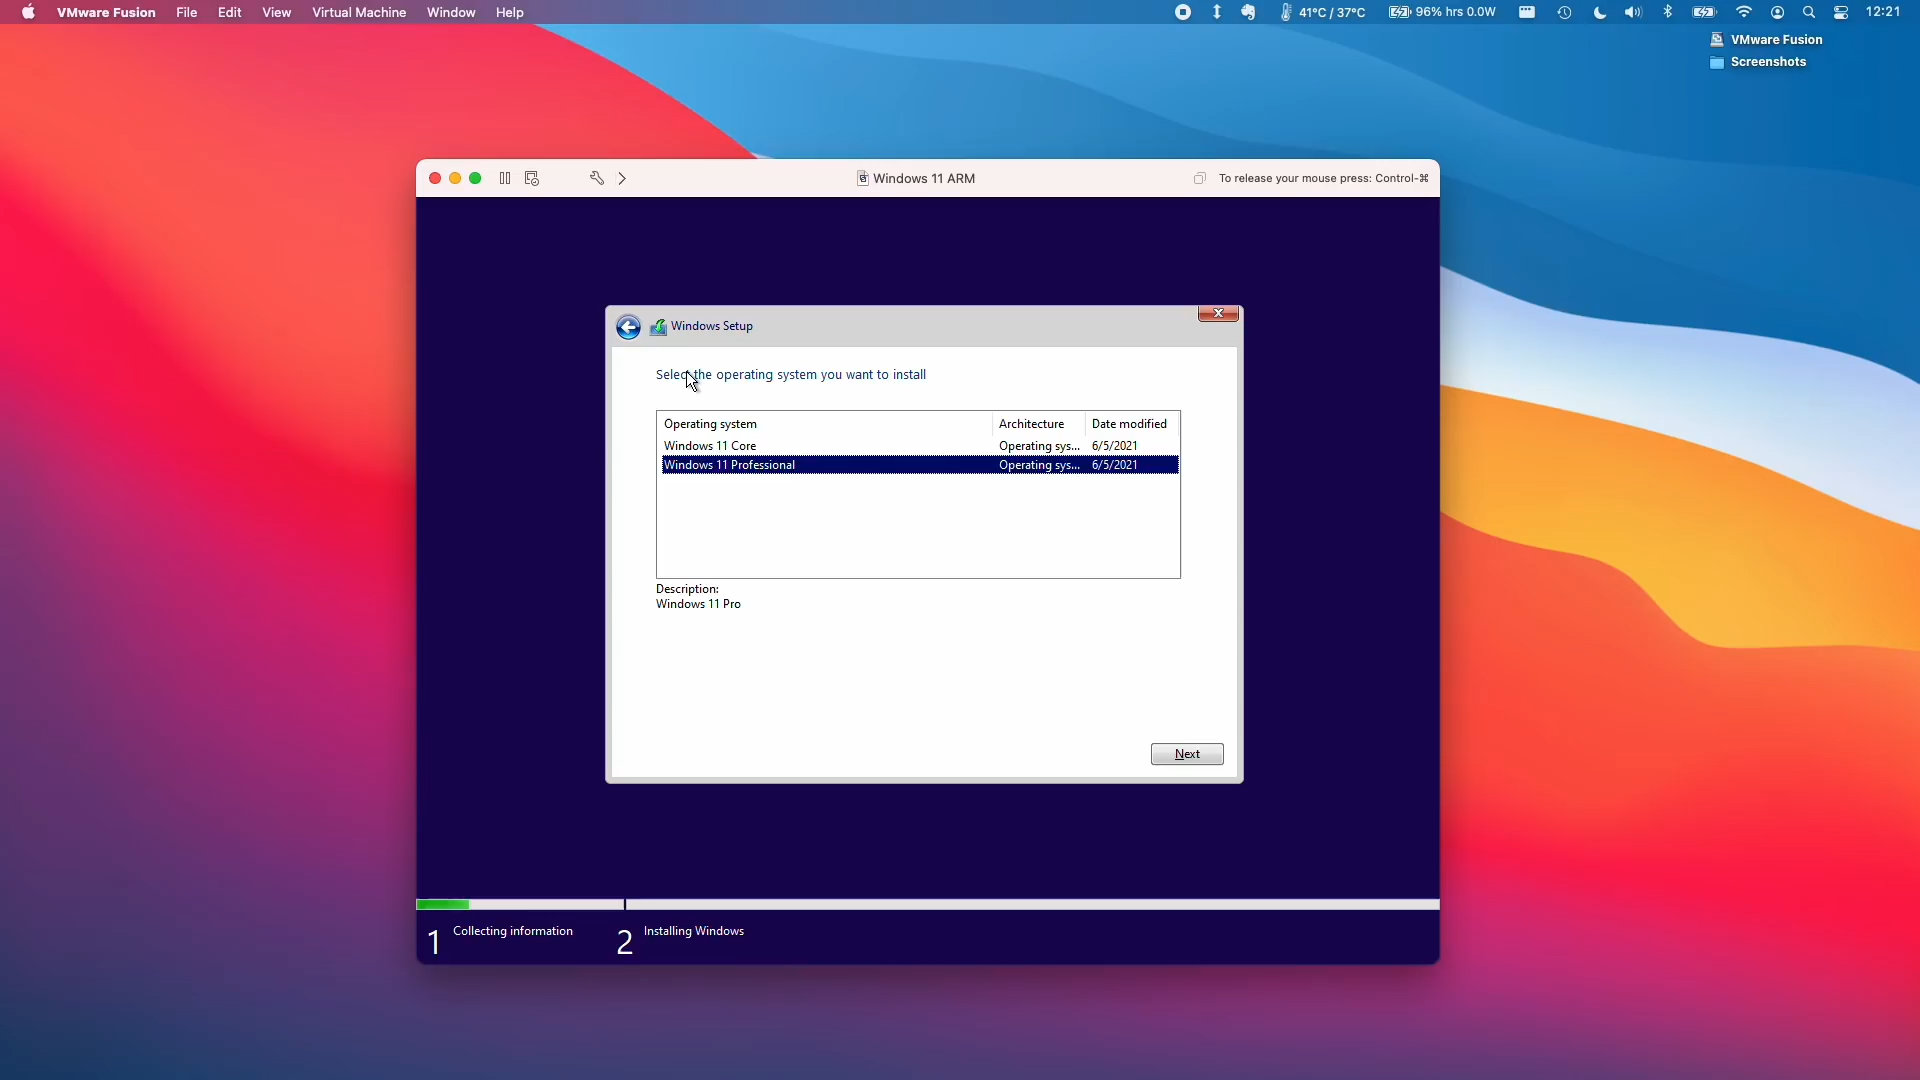 VMware Fusion File Edit View Virtual Machine Window Help 41°C / 37°C 96% hrs 0.0W 12:21
VMware Fusion
Screenshots
Windows 11 ARM To release your mouse press: Control-⌘
Windows Setup
Select the operating system you want to install
Operating system Architecture Date modified
Windows 11 Core Operating sys... 6/5/2021
Windows 11 Professional Operating sys... 6/5/2021
Description:
Windows 11 Pro
Next
1 Collecting information 2 Installing Windows